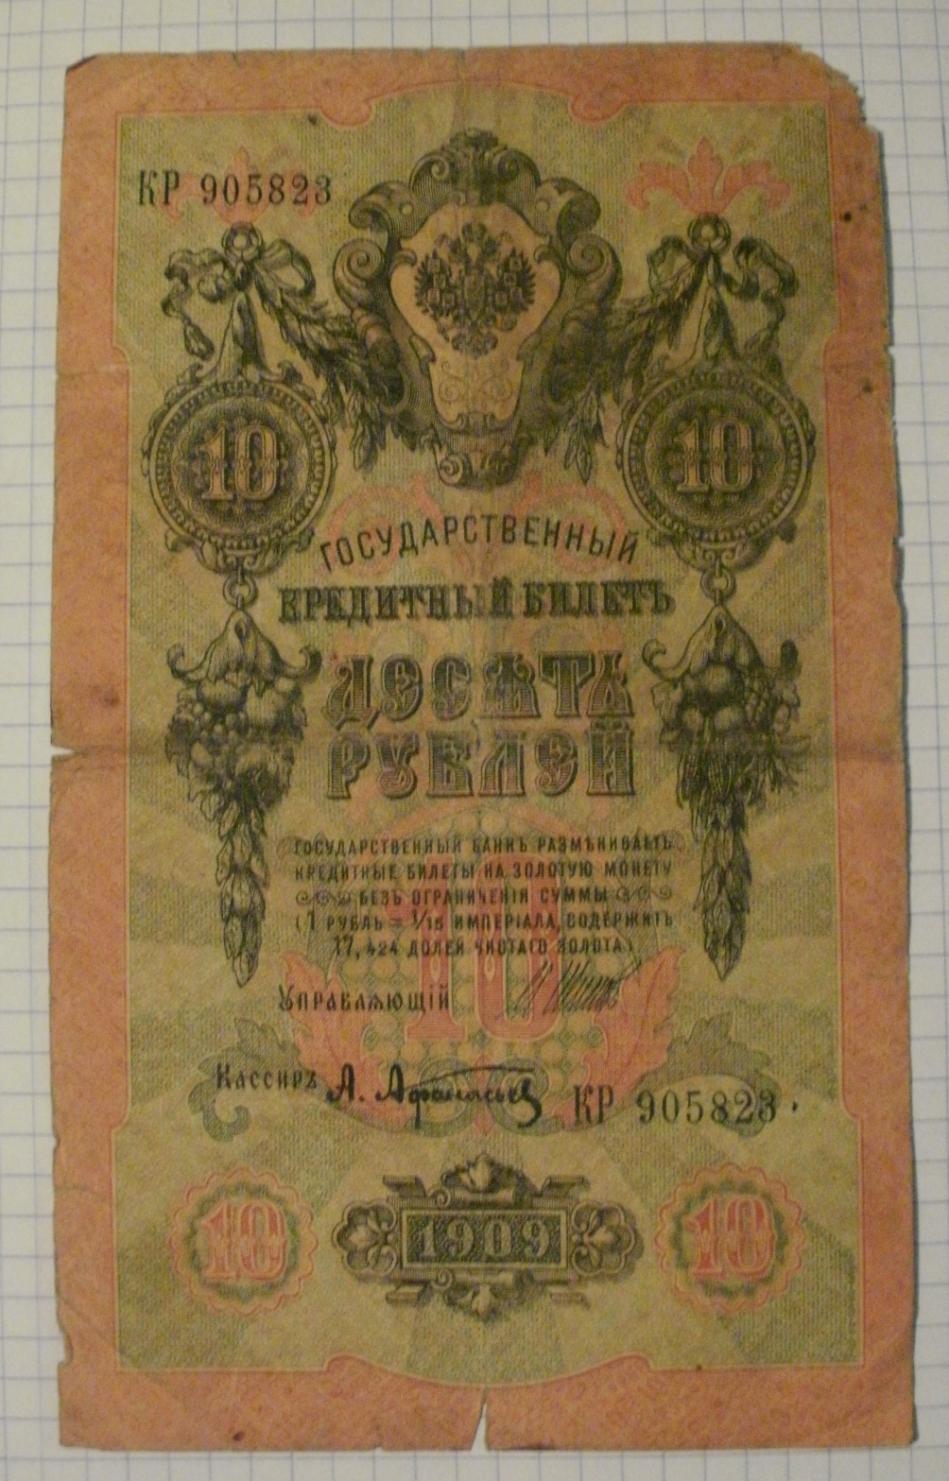 КР 905823
10 10
ГОСУДАРСТВЕННЫЙ
КРЕДИТНЫЙ БИЛЕТЪ
ДЕСЯТЬ
РУБЛЕЙ
ГОСУДАРСТВЕННЫЙ БАНКЪ РАЗМѢНИВАЕТЪ
КРЕДИТНЫЕ БИЛЕТЫ НА ЗОЛОТУЮ МОНЕТУ
БЕЗЪ ОГРАНИЧЕНІЯ СУММЫ
(1 РУБЛЬ = 1/15 ИМПЕРІАЛА, СОДЕРЖИТЪ
17,424 ДОЛЕЙ ЧИСТАГО ЗОЛОТА)
10
УПРАВЛЯЮЩІЙ
КАССИРЪ А. Афанасьев КР 905823
10 1909 10